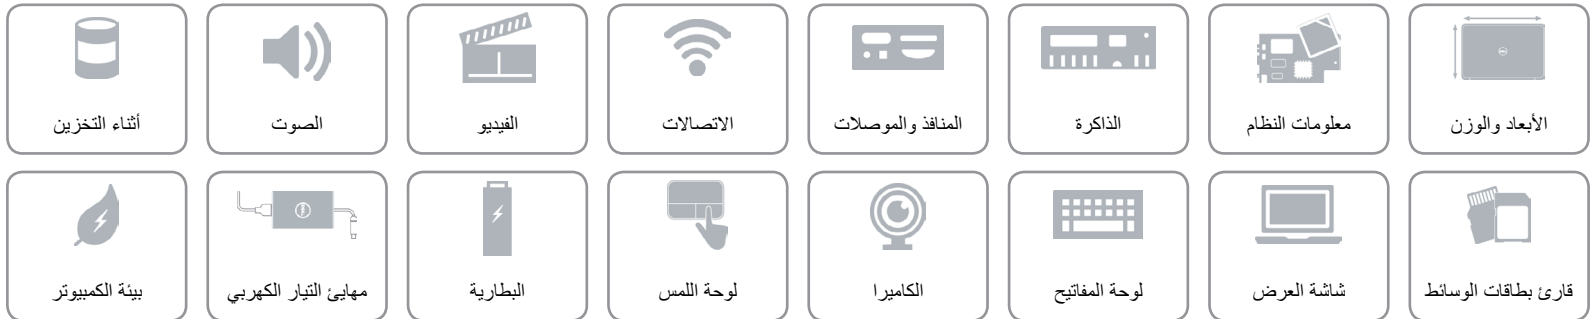 الأبعاد والوزن
معلومات النظام
الذاكرة
المنافذ والموصلات
الاتصالات
الفيديو
الصوت
أثناء التخزين
قارئ بطاقات الوسائط
شاشة العرض
لوحة المفاتيح
الكاميرا
لوحة اللمس
البطارية
مهايئ التيار الكهربي
بيئة الكمبيوتر